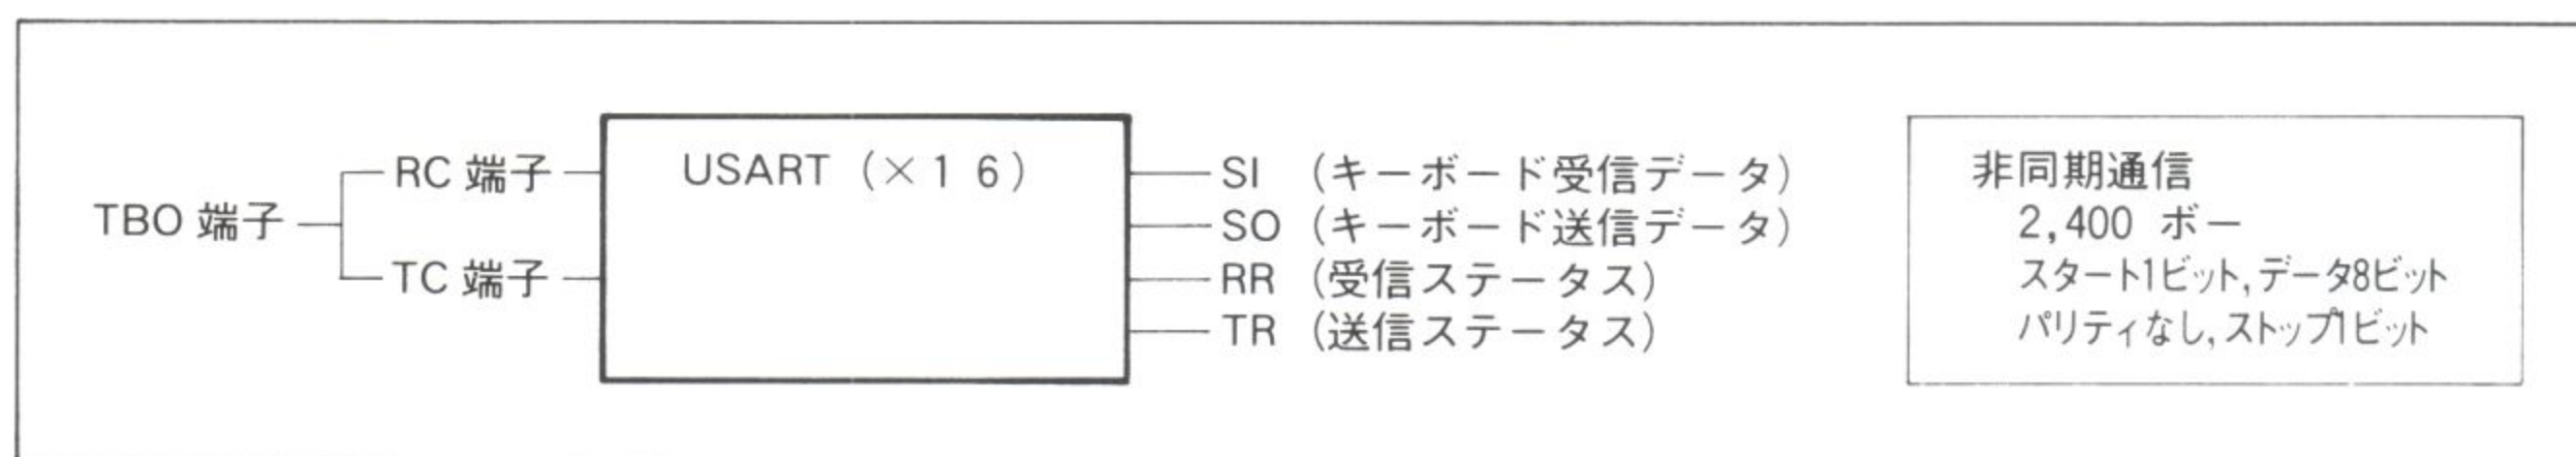 RC 端子
TBO 端子
TC 端子
USART (×16)
SI (キーボード受信データ)
SO (キーボード送信データ)
RR (受信ステータス)
TR (送信ステータス)
非同期通信
2,400 ボー
スタート1ビット,データ8ビット
パリティなし,ストップ1ビット